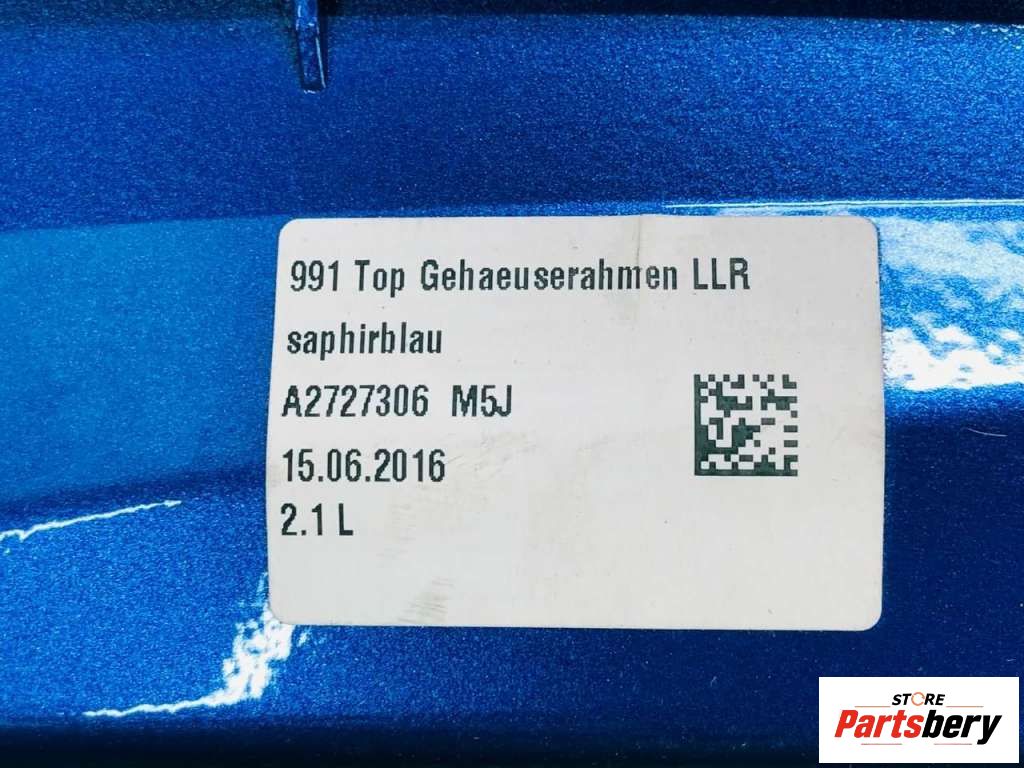 991 Top Gehaeuserahmen LLR
saphirblau
A2727306 M5J
15.06.2016
2.1 L
STORE
Partsbery